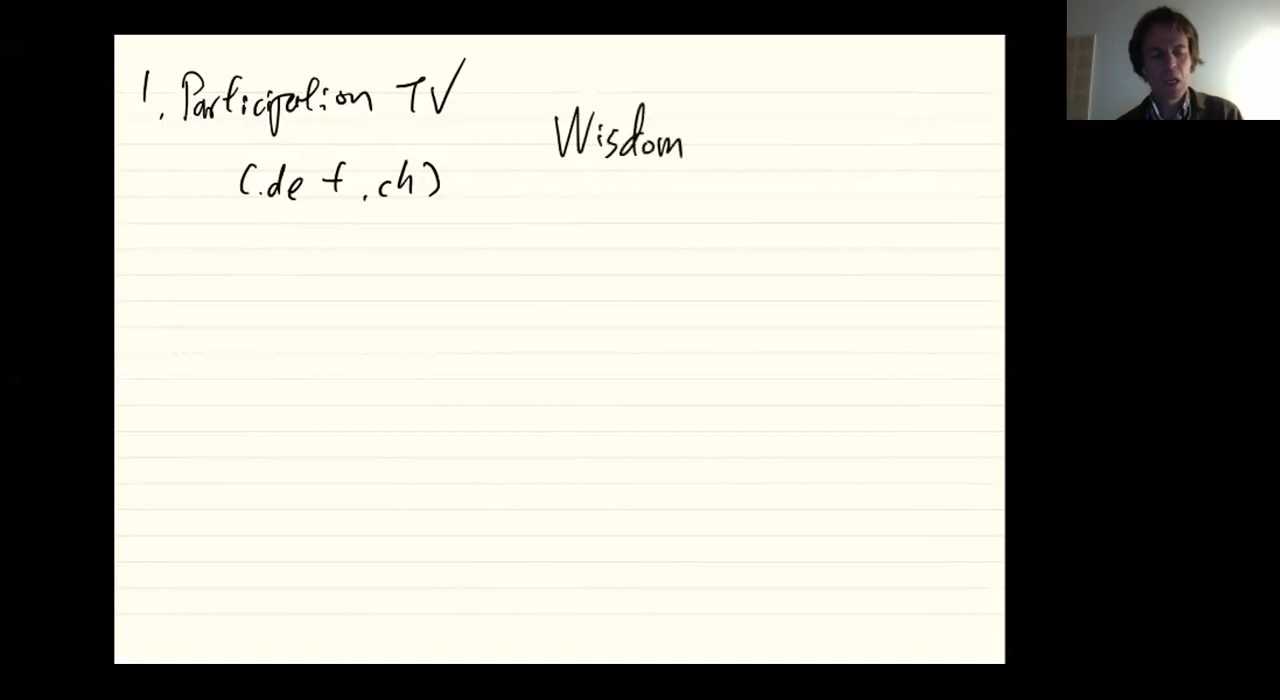 1. Participation TV
(.de + .ch)
Wisdom